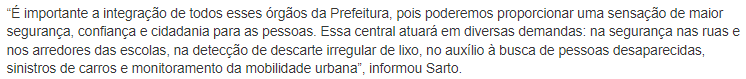 “É importante a integração de todos esses órgãos da Prefeitura, pois poderemos proporcionar uma sensação de maior
segurança, confiança e cidadania para as pessoas. Essa central atuará em diversas demandas: na segurança nas ruas e
nos arredores das escolas, na detecção de descarte irregular de lixo, no auxílio à busca de pessoas desaparecidas,
sinistros de carros e monitoramento da mobilidade urbana”, informou Sarto.